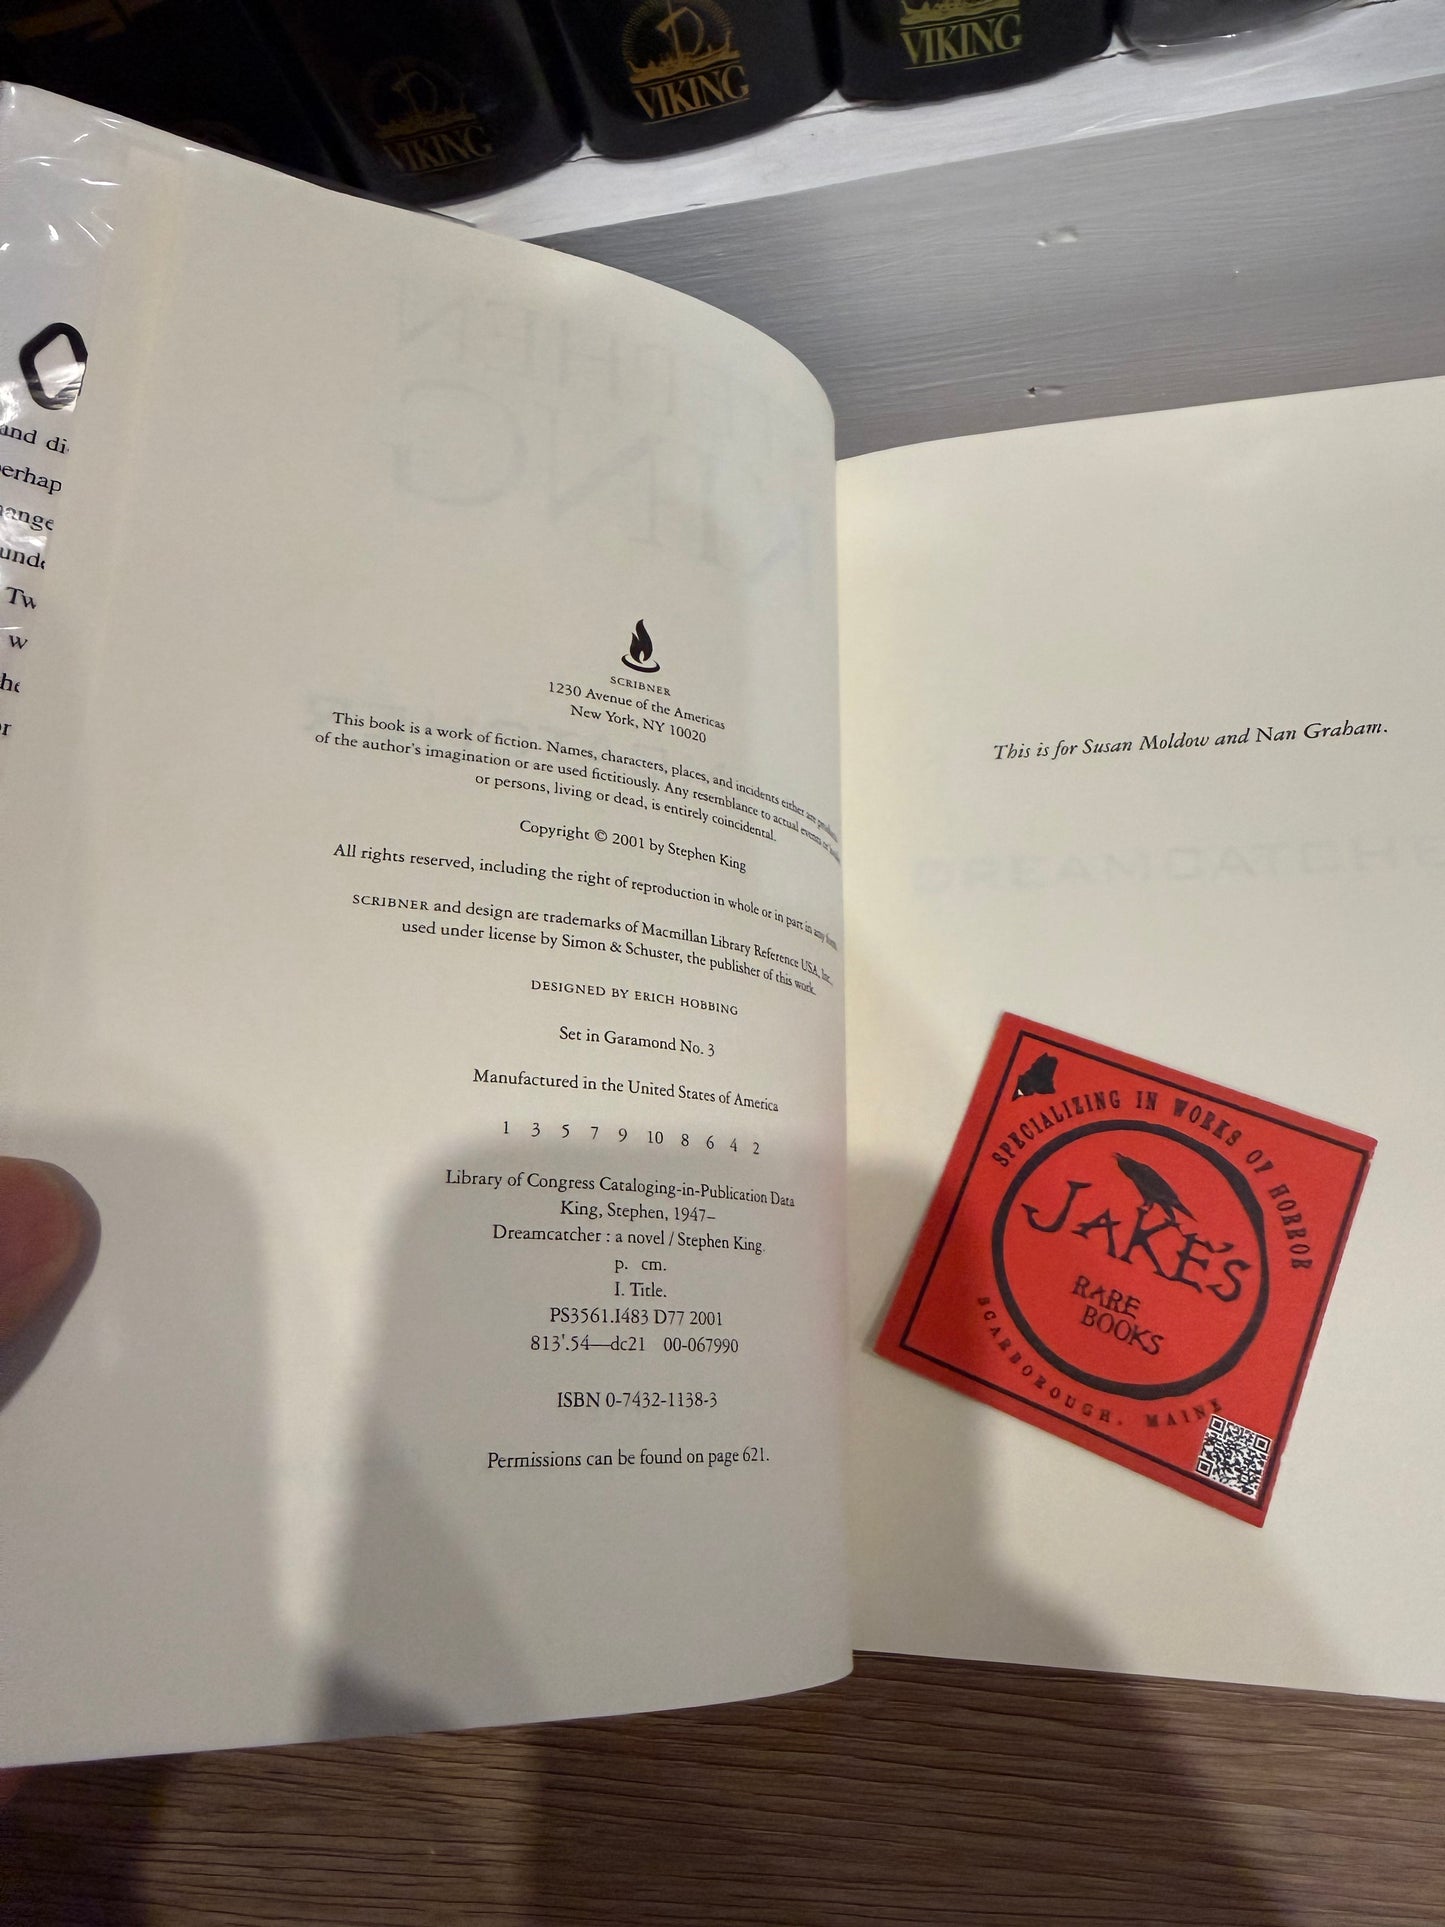 VIKING
VIKING
VIKING
and di
erhap
ange
unde
Tw
w
he
or
SCRIBNER
1230 Avenue of the Americas
New York, NY 10020
This book is a work of fiction. Names, characters, places, and incidents either are products
of the author's imagination or are used fictitiously. Any resemblance to actual events or locales
or persons, living or dead, is entirely coincidental.
Copyright © 2001 by Stephen King
All rights reserved, including the right of reproduction in whole or in part in any form.
SCRIBNER and design are trademarks of Macmillan Library Reference USA, Inc.,
used under license by Simon & Schuster, the publisher of this work.
DESIGNED BY ERICH HOBBING
Set in Garamond No. 3
Manufactured in the United States of America
1 3 5 7 9 10 8 6 4 2
Library of Congress Cataloging-in-Publication Data
King, Stephen, 1947–
Dreamcatcher : a novel / Stephen King.
p. cm.
I. Title.
PS3561.I483 D77 2001
813'.54—dc21 00-067990
ISBN 0-7432-1138-3
Permissions can be found on page 621.
This is for Susan Moldow and Nan Graham.
SPECIALIZING IN WORKS OF HORROR
JAKE'S
RARE
BOOKS
SCARBOROUGH, MAINE